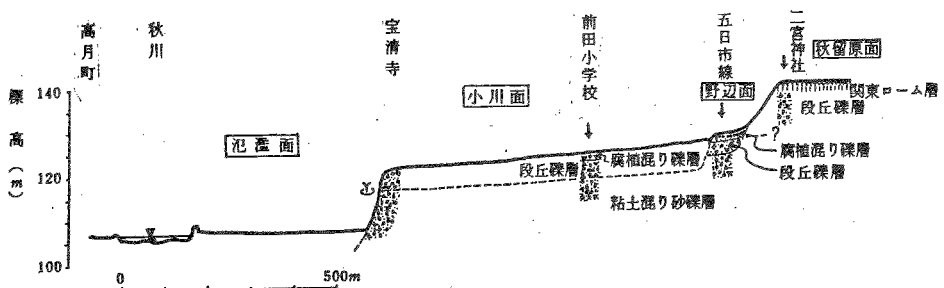 高月町
秋川
宝清寺
前田小学校
五日市線
二宮神社
秋留原面
野辺面
小川面
氾濫面
標高(m)
140
120
100
関東ローム層
段丘礫層
?
腐植混り礫層
段丘礫層
腐植混り礫層
段丘礫層
粘土混り砂礫層
0
500m